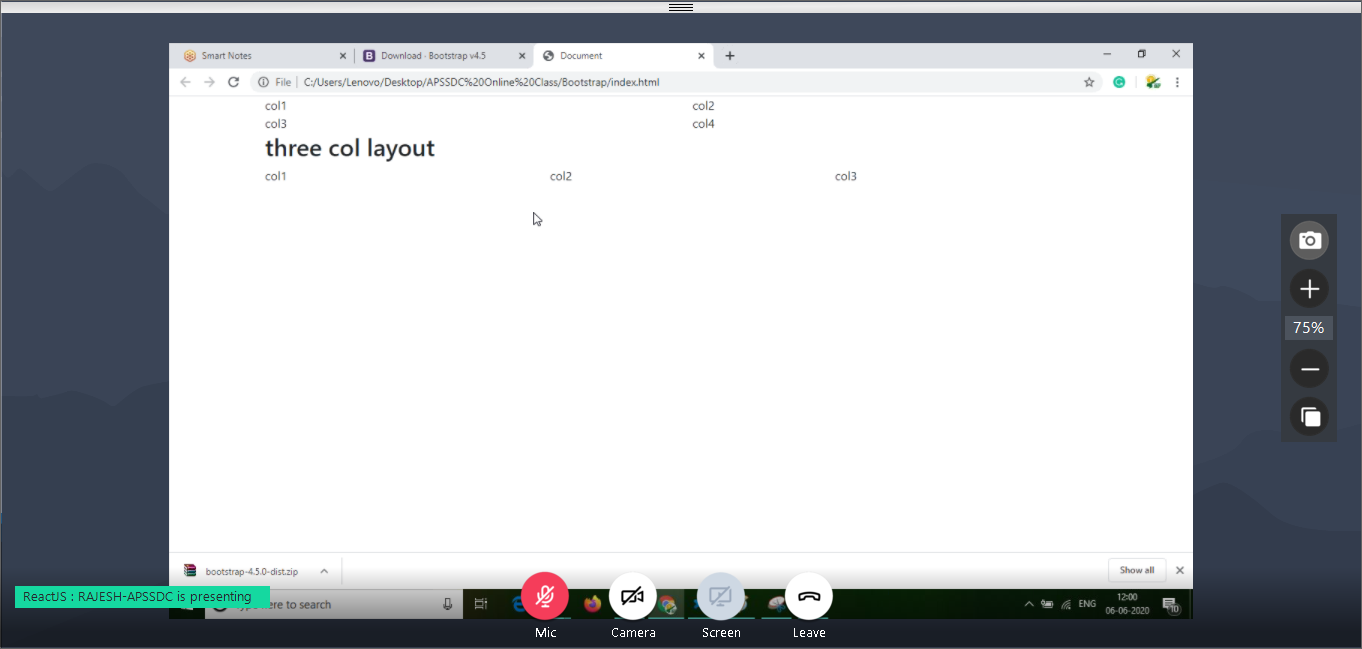 Smart Notes
B Download · Bootstrap v4.5
Document
File C:/Users/Lenovo/Desktop/APSSDC%20Online%20Class/Bootstrap/index.html
col1 col2
col3 col4
three col layout
col1 col2 col3
75%
bootstrap-4.5.0-dist.zip
Show all
ReactJS : RAJESH-APSSDC is presenting
here to search
ENG
12:00
06-06-2020
10
Mic Camera Screen Leave